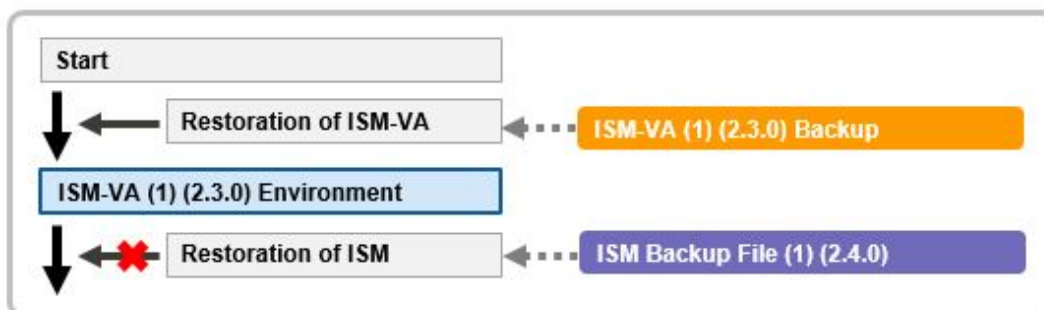 Start
Restoration of ISM-VA
ISM-VA (1) (2.3.0) Backup
ISM-VA (1) (2.3.0) Environment
Restoration of ISM
ISM Backup File (1) (2.4.0)